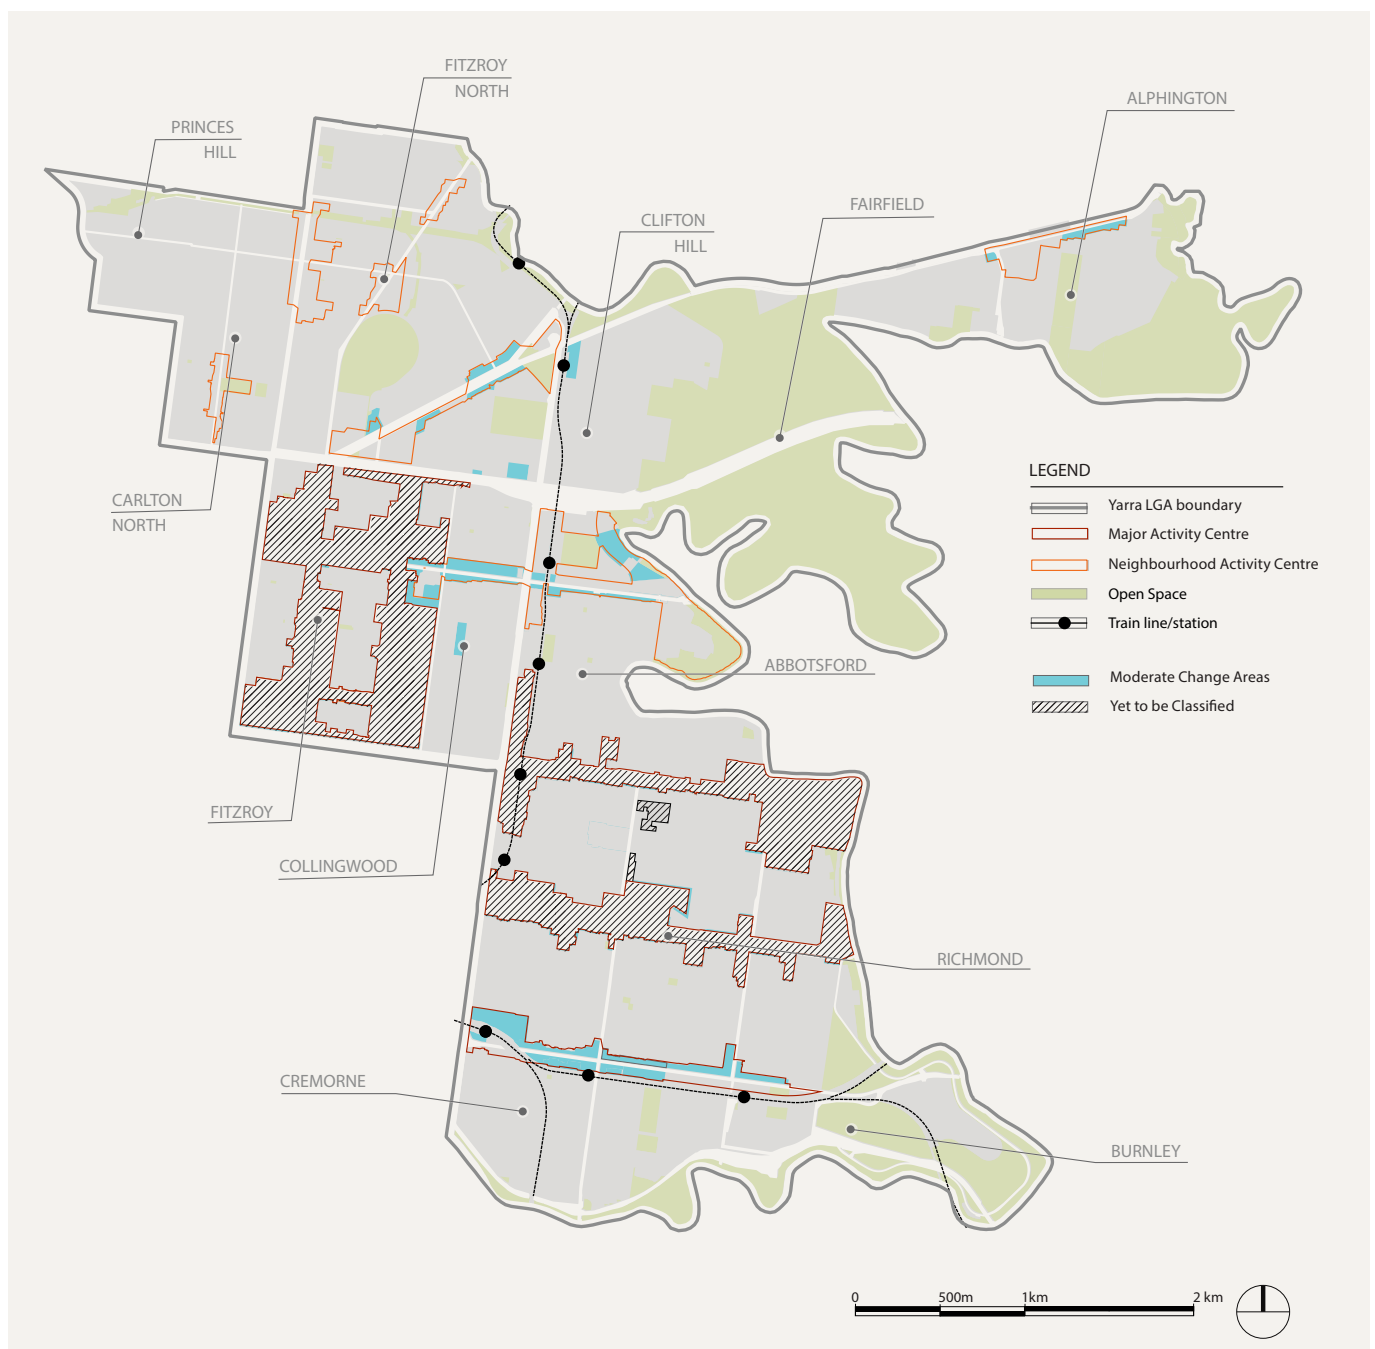 FITZROY
NORTH
ALPHINGTON
PRINCES
HILL
FAIRFIELD
CLIFTON
HILL
LEGEND
Yarra LGA boundary
Major Activity Centre
Neighbourhood Activity Centre
Open Space
Train line/station
Moderate Change Areas
Yet to be Classified
CARLTON
NORTH
ABBOTSFORD
FITZROY
COLLINGWOOD
RICHMOND
CREMORNE
BURNLEY
0 500m 1km 2 km